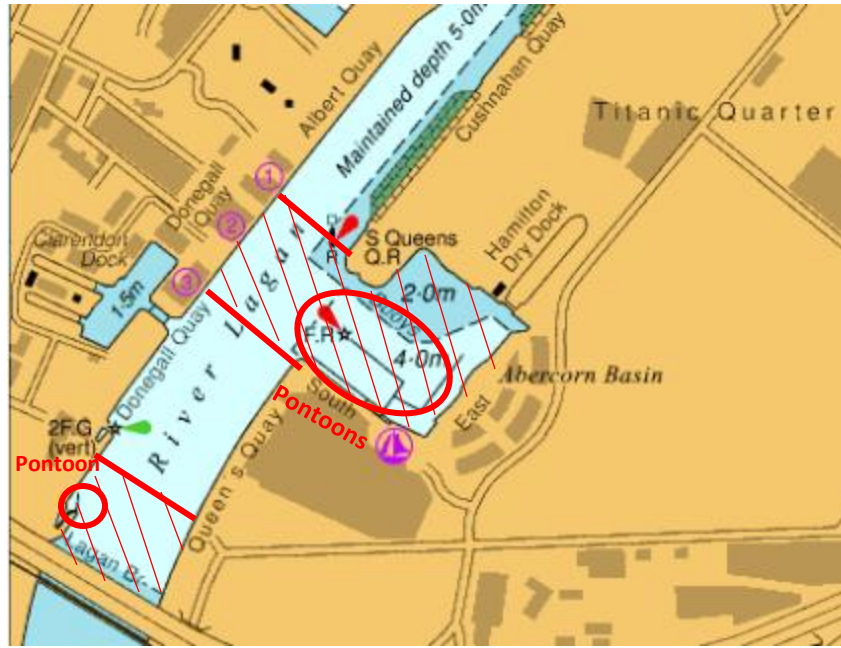 Maintained depth 5·0m
Albert Quay
Cushnahan Quay
Titanic Quarter
1
Donegall
Quay
2
Clarendon
Dock
3
1·5m
S Queens
Q.R
Hamilton
Dry Dock
2·0m
Buoys
F.R
4·0m
River Lagan
Donegall Quay
Abercorn Basin
South
East
Pontoons
2F.G
(vert)
Pontoon
Queen's Quay
Lagan Br